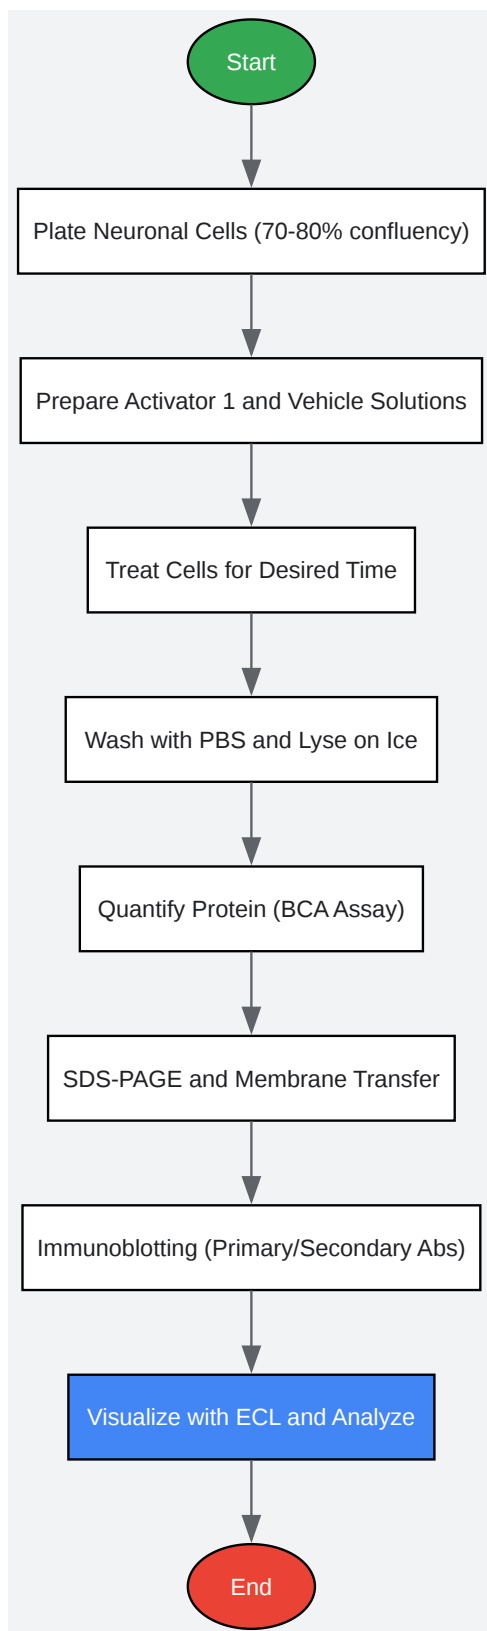 Start
Plate Neuronal Cells (70-80% confluency)
Prepare Activator 1 and Vehicle Solutions
Treat Cells for Desired Time
Wash with PBS and Lyse on Ice
Quantify Protein (BCA Assay)
SDS-PAGE and Membrane Transfer
Immunoblotting (Primary/Secondary Abs)
Visualize with ECL and Analyze
End